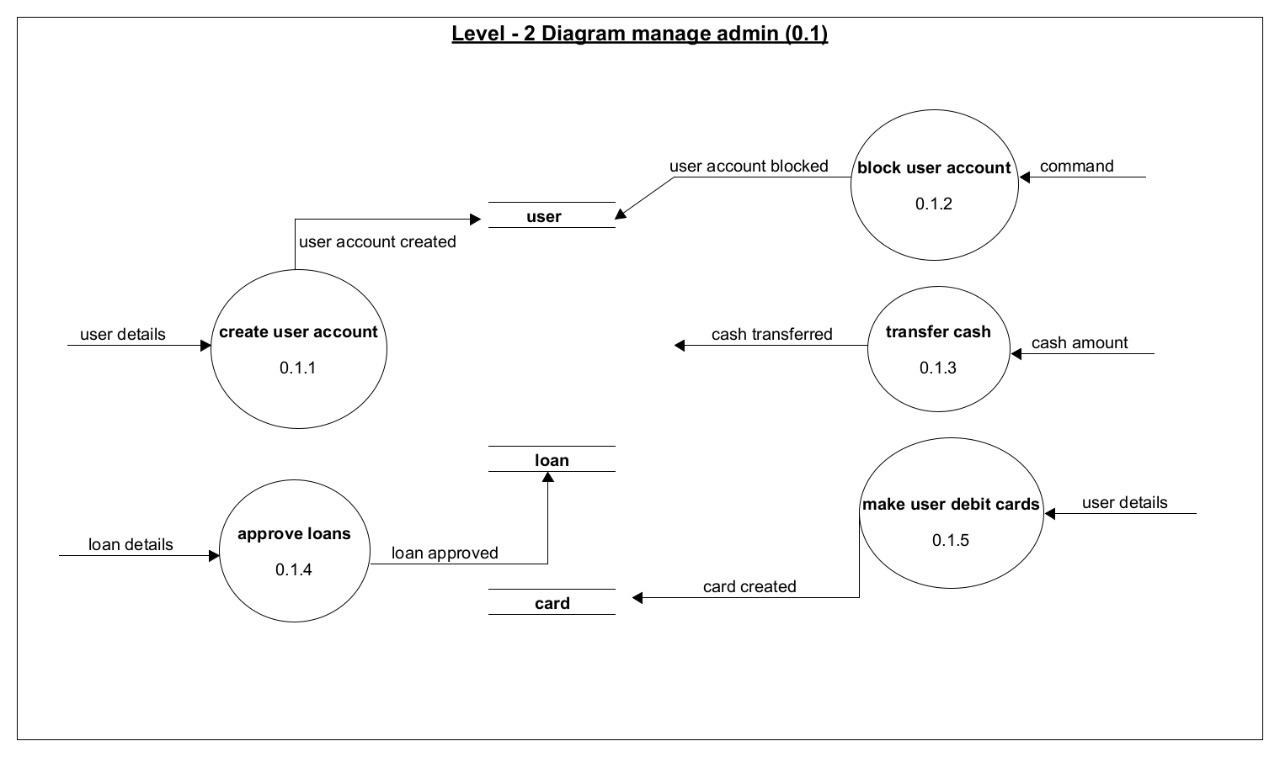 Level - 2 Diagram manage admin (0.1)
user account blocked
block user account
0.1.2
command
user
user account created
user details
create user account
0.1.1
cash transferred
transfer cash
0.1.3
cash amount
loan
make user debit cards
0.1.5
user details
loan details
approve loans
0.1.4
loan approved
card
card created